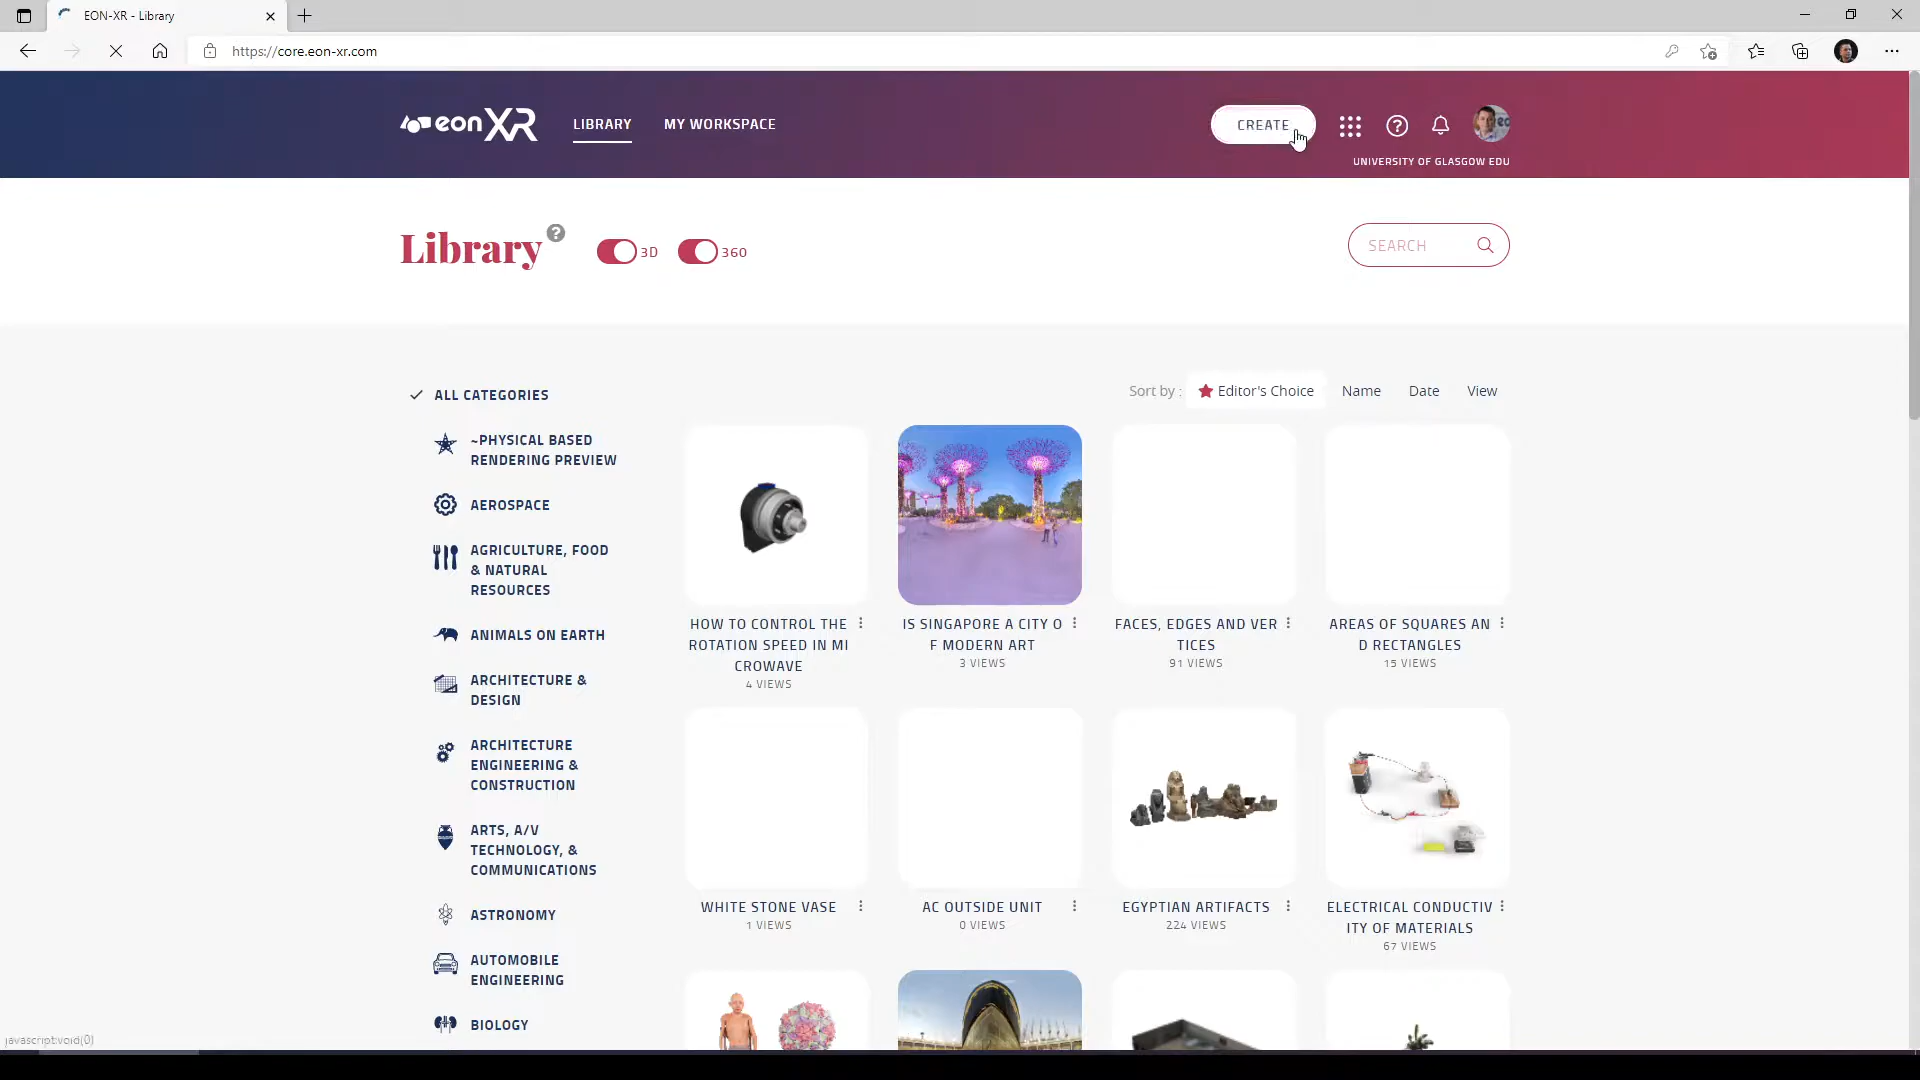 EON-XR - Library
https://core.eon-xr.com
eonXR
LIBRARY
MY WORKSPACE
CREATE
UNIVERSITY OF GLASGOW EDU
Library
3D
360
SEARCH
ALL CATEGORIES
Sort by :
Editor's Choice
Name
Date
View
~PHYSICAL BASED
RENDERING PREVIEW
AEROSPACE
AGRICULTURE, FOOD
& NATURAL
RESOURCES
ANIMALS ON EARTH
ARCHITECTURE &
DESIGN
ARCHITECTURE
ENGINEERING &
CONSTRUCTION
ARTS, A/V
TECHNOLOGY, &
COMMUNICATIONS
ASTRONOMY
AUTOMOBILE
ENGINEERING
BIOLOGY
HOW TO CONTROL THE
ROTATION SPEED IN MI
CROWAVE
4 VIEWS
IS SINGAPORE A CITY O
F MODERN ART
3 VIEWS
FACES, EDGES AND VER
TICES
91 VIEWS
AREAS OF SQUARES AN
D RECTANGLES
15 VIEWS
WHITE STONE VASE
1 VIEWS
AC OUTSIDE UNIT
0 VIEWS
EGYPTIAN ARTIFACTS
224 VIEWS
ELECTRICAL CONDUCTIV
ITY OF MATERIALS
67 VIEWS
javascript:void(0)